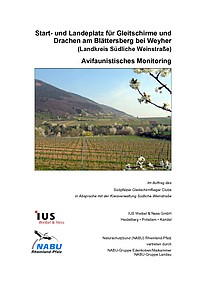 Start- und Landeplatz für Gleitschirme und
Drachen am Blättersberg bei Weyher
(Landkreis Südliche Weinstraße)
Avifaunistisches Monitoring
Im Auftrag des
Südpfälzer Gleitschirmflieger Clubs
in Absprache mit der Kreisverwaltung Südliche Weinstraße
IUS
Weibel & Ness
IUS Weibel & Ness GmbH
Heidelberg • Potsdam • Kandel
NABU
Rheinland-Pfalz
Naturschutzbund (NABU) Rheinland-Pfalz
vertreten durch
NABU-Gruppe Edenkoben/Maikammer
NABU-Gruppe Landau